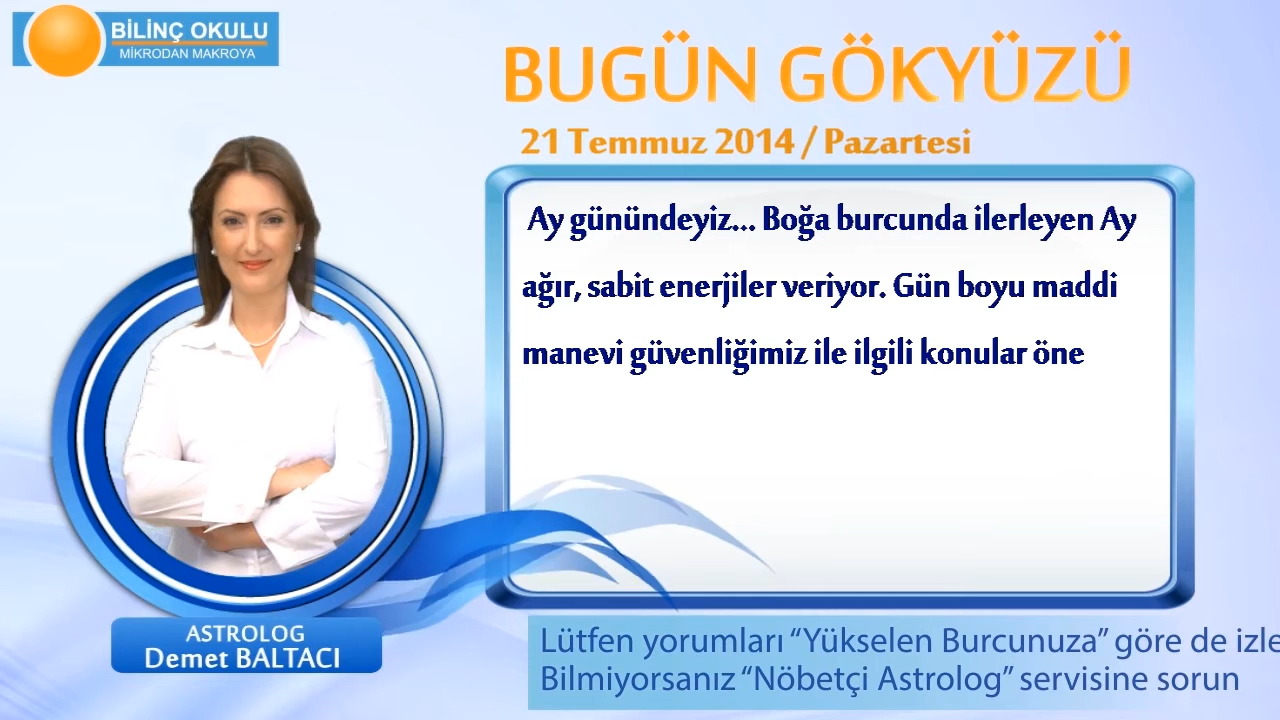 BİLİNÇ OKULU
MİKRODAN MAKROYA
BUGÜN GÖKYÜZÜ
21 Temmuz 2014 / Pazartesi
Ay günündeyiz... Boğa burcunda ilerleyen Ay
ağır, sabit enerjiler veriyor. Gün boyu maddi
manevi güvenliğimiz ile ilgili konular öne
ASTROLOG
Demet BALTACI
Lütfen yorumları “Yükselen Burcunuza” göre de izle
Bilmiyorsanız “Nöbetçi Astrolog” servisine sorun